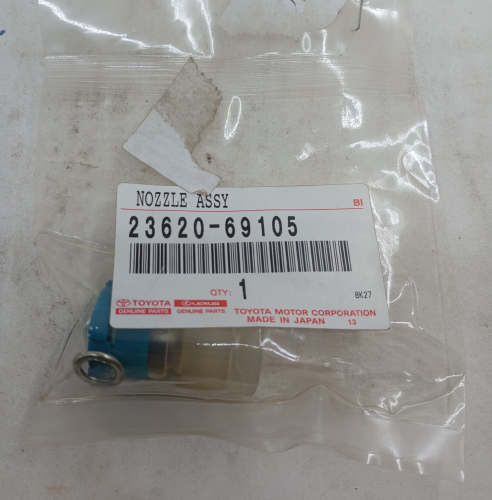 NOZZLE ASSY
BI
23620-69105
QTY: 1
8K27
TOYOTA
GENUINE PARTS
LEXUS
GENUINE PARTS
TOYOTA MOTOR CORPORATION
MADE IN JAPAN 13